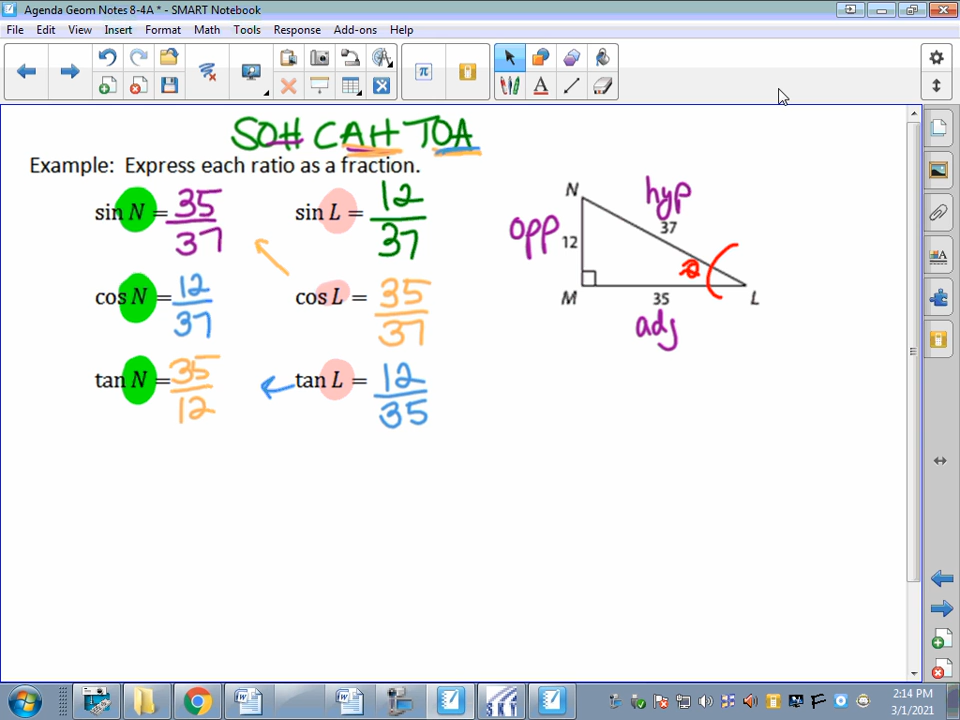 Agenda Geom Notes 8-4A * - SMART Notebook
File Edit View Insert Format Math Tools Response Add-ons Help
SOH CAH TOA
Example: Express each ratio as a fraction.
sin N = 35/37
sin L = 12/37
cos N = 12/37
cos L = 35/37
tan N = 35/12
tan L = 12/35
N
hyp
37
opp
12
M
35
L
adj
2:14 PM
3/1/2021